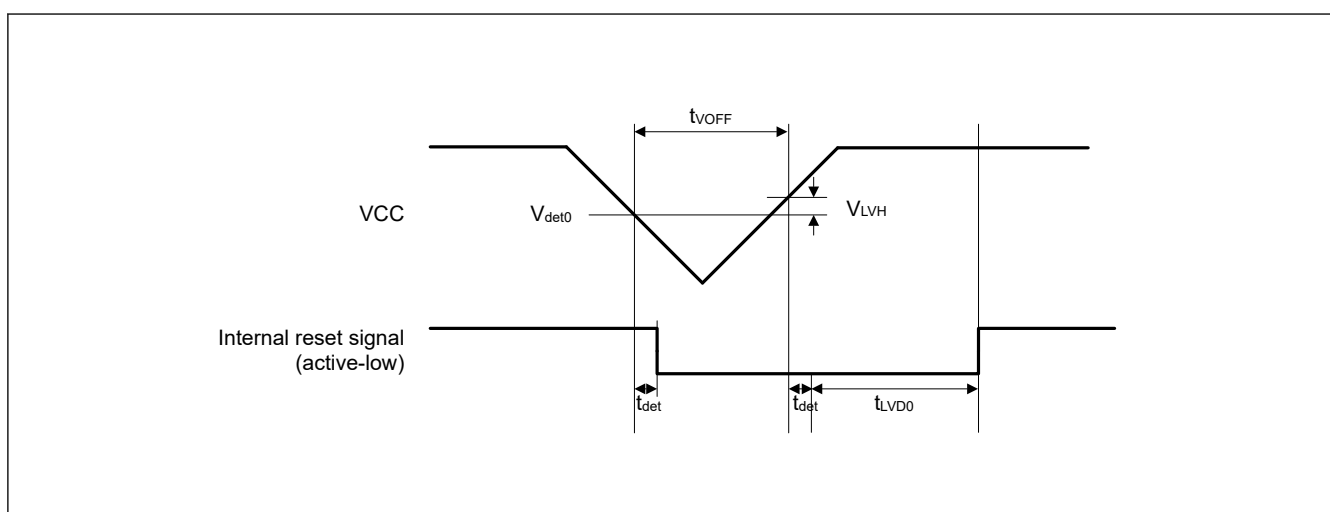 tVOFF
VCC
Vdet0
VLVH
Internal reset signal
(active-low)
tdet
tdet
tLVD0